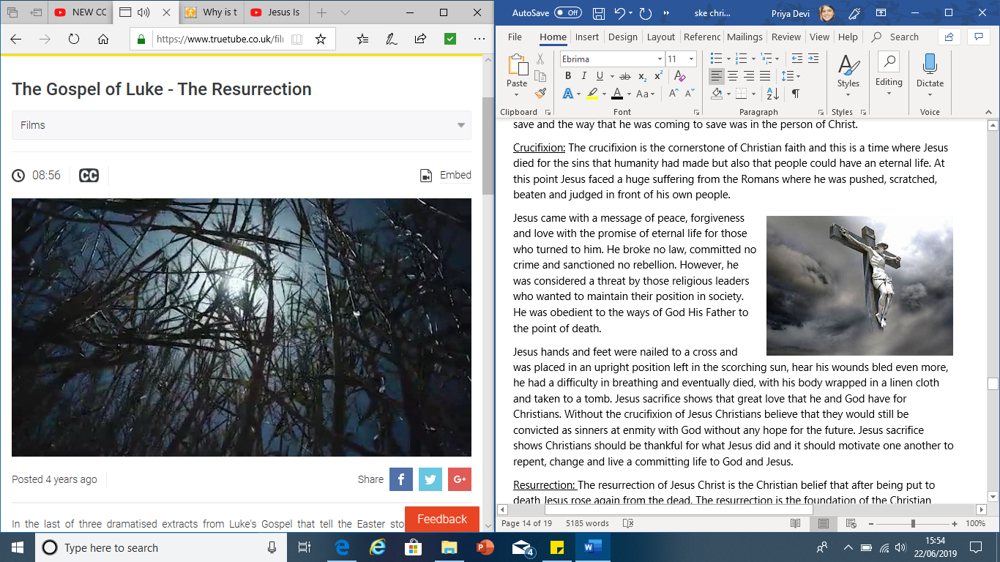 NEW CC
Why is t
Jesus Is
https://www.truetube.co.uk/fili
The Gospel of Luke - The Resurrection
Films
08:56
CC
Embed
Posted 4 years ago
Share
f
G+
In the last of three dramatised extracts from Luke's Gospel that tell the Easter sto
Feedback
AutoSave Off
ske chri...
Priya Devi
File Home Insert Design Layout Referenc Mailings Review View Help Search
Paste
Ebrima 11
B I U ab x₂ x²
A A Aa A A
Styles
Editing
Dictate
Clipboard Font Paragraph Styles Voice
save and the way that he was coming to save was in the person of Christ.
Crucifixion: The crucifixion is the cornerstone of Christian faith and this is a time where Jesus
died for the sins that humanity had made but also that people could have an eternal life. At
this point Jesus faced a huge suffering from the Romans where he was pushed, scratched,
beaten and judged in front of his own people.
Jesus came with a message of peace, forgiveness
and love with the promise of eternal life for those
who turned to him. He broke no law, committed no
crime and sanctioned no rebellion. However, he
was considered a threat by those religious leaders
who wanted to maintain their position in society.
He was obedient to the ways of God His Father to
the point of death.
Jesus hands and feet were nailed to a cross and
was placed in an upright position left in the scorching sun, hear his wounds bled even more,
he had a difficulty in breathing and eventually died, with his body wrapped in a linen cloth
and taken to a tomb. Jesus sacrifice shows that great love that he and God have for
Christians. Without the crucifixion of Jesus Christians believe that they would still be
convicted as sinners at enmity with God without any hope for the future. Jesus sacrifice
shows Christians should be thankful for what Jesus did and it should motivate one another to
repent, change and live a committing life to God and Jesus.
Resurrection: The resurrection of Jesus Christ is the Christian belief that after being put to
death Jesus rose again from the dead. The resurrection is the foundation of the Christian
Page 14 of 19 5185 words
100%
Type here to search
4
15:54
22/06/2019